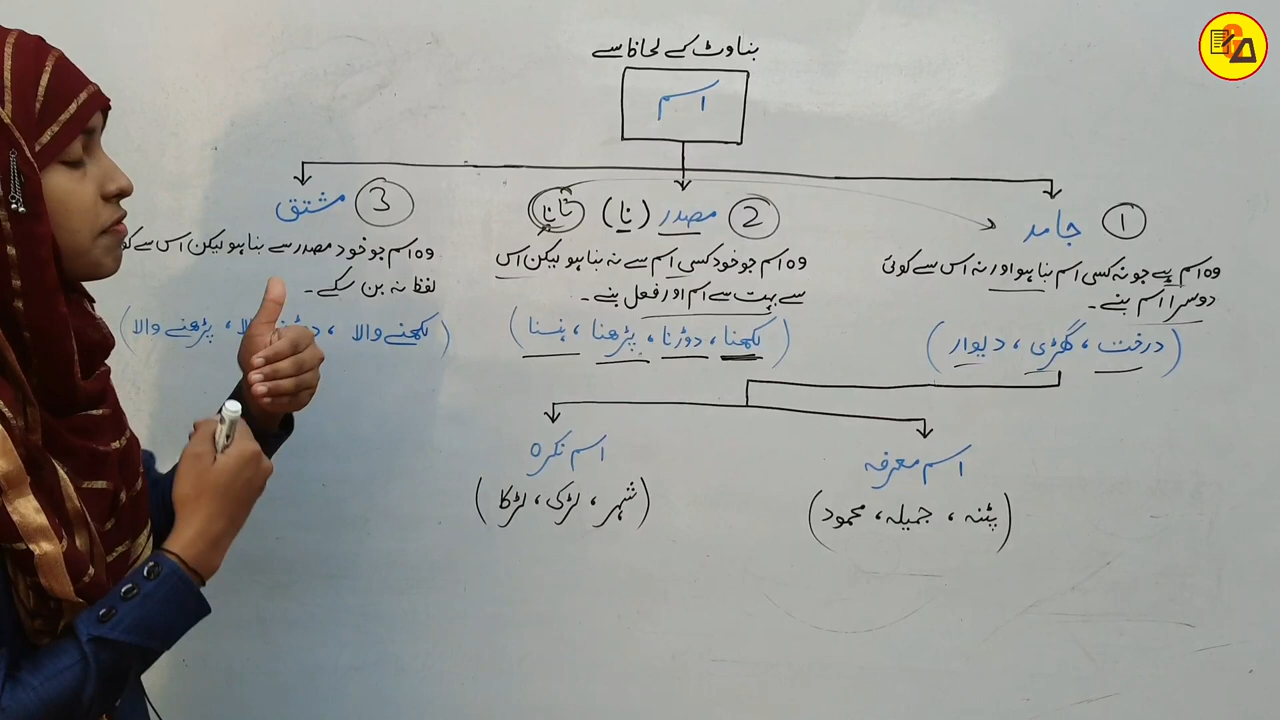 بناوٹ کے لحاظ سے
اسم
① جامد
وہ اسم ہے جو نہ کسی اسم بنا ہو اور نہ اس سے کوئی
دوسرا اسم بنے۔
(درخت، گھڑی، دیوار)
② مصدر (نا)
وہ اسم جو خود کسی اسم سے نہ بنا ہو لیکن اس
سے بہت سے اسم اور فعل بنے۔
(لکھنا، دوڑنا، پڑھنا، ہنسنا)
③ مشتق
وہ اسم جو خود مصدر سے بنا ہو لیکن اس سے
لفظ نہ بن سکے۔
(لکھنے والا، پڑھنے والا)
اسم معرفہ
(پٹنہ، جمیلہ، محمود)
اسم نکرہ
(شہر، لڑکی، لڑکا)